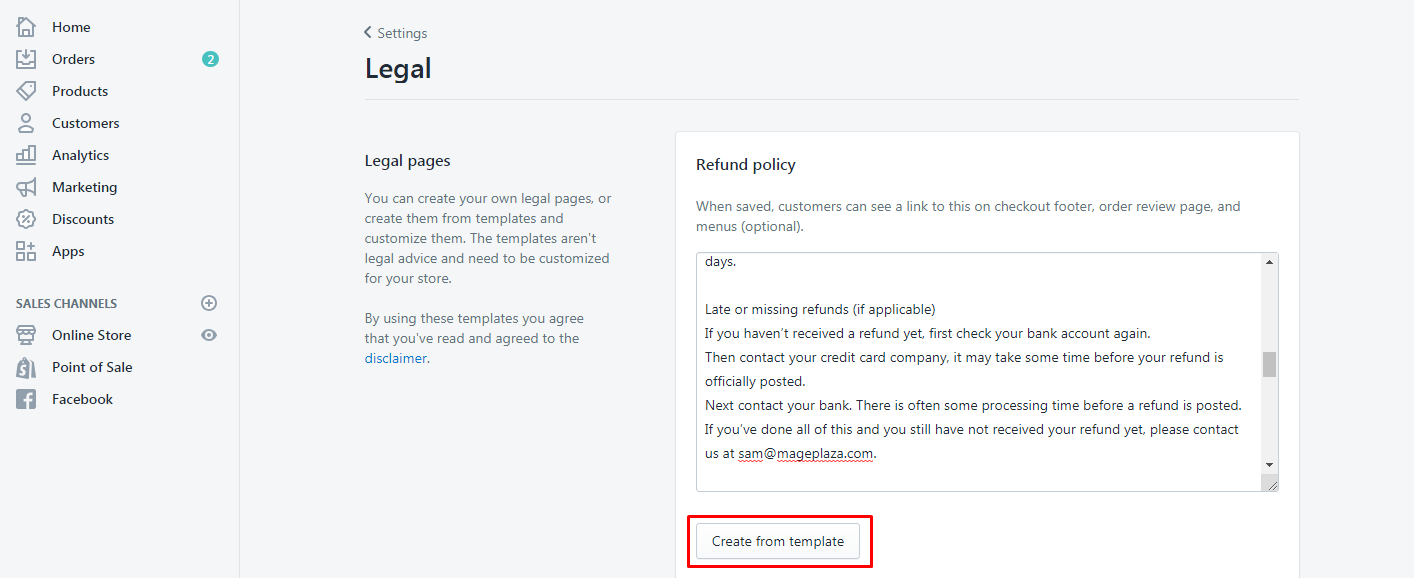 Home
Orders
2
Products
Customers
Analytics
Marketing
Discounts
Apps
SALES CHANNELS
Online Store
Point of Sale
Facebook
Settings
Legal
Legal pages
You can create your own legal pages, or
create them from templates and
customize them. The templates aren't
legal advice and need to be customized
for your store.
By using these templates you agree
that you've read and agreed to the
disclaimer.
Refund policy
When saved, customers can see a link to this on checkout footer, order review page, and
menus (optional).
days.
Late or missing refunds (if applicable)
If you haven't received a refund yet, first check your bank account again.
Then contact your credit card company, it may take some time before your refund is
officially posted.
Next contact your bank. There is often some processing time before a refund is posted.
If you've done all of this and you still have not received your refund yet, please contact
us at sam@mageplaza.com.
Create from template